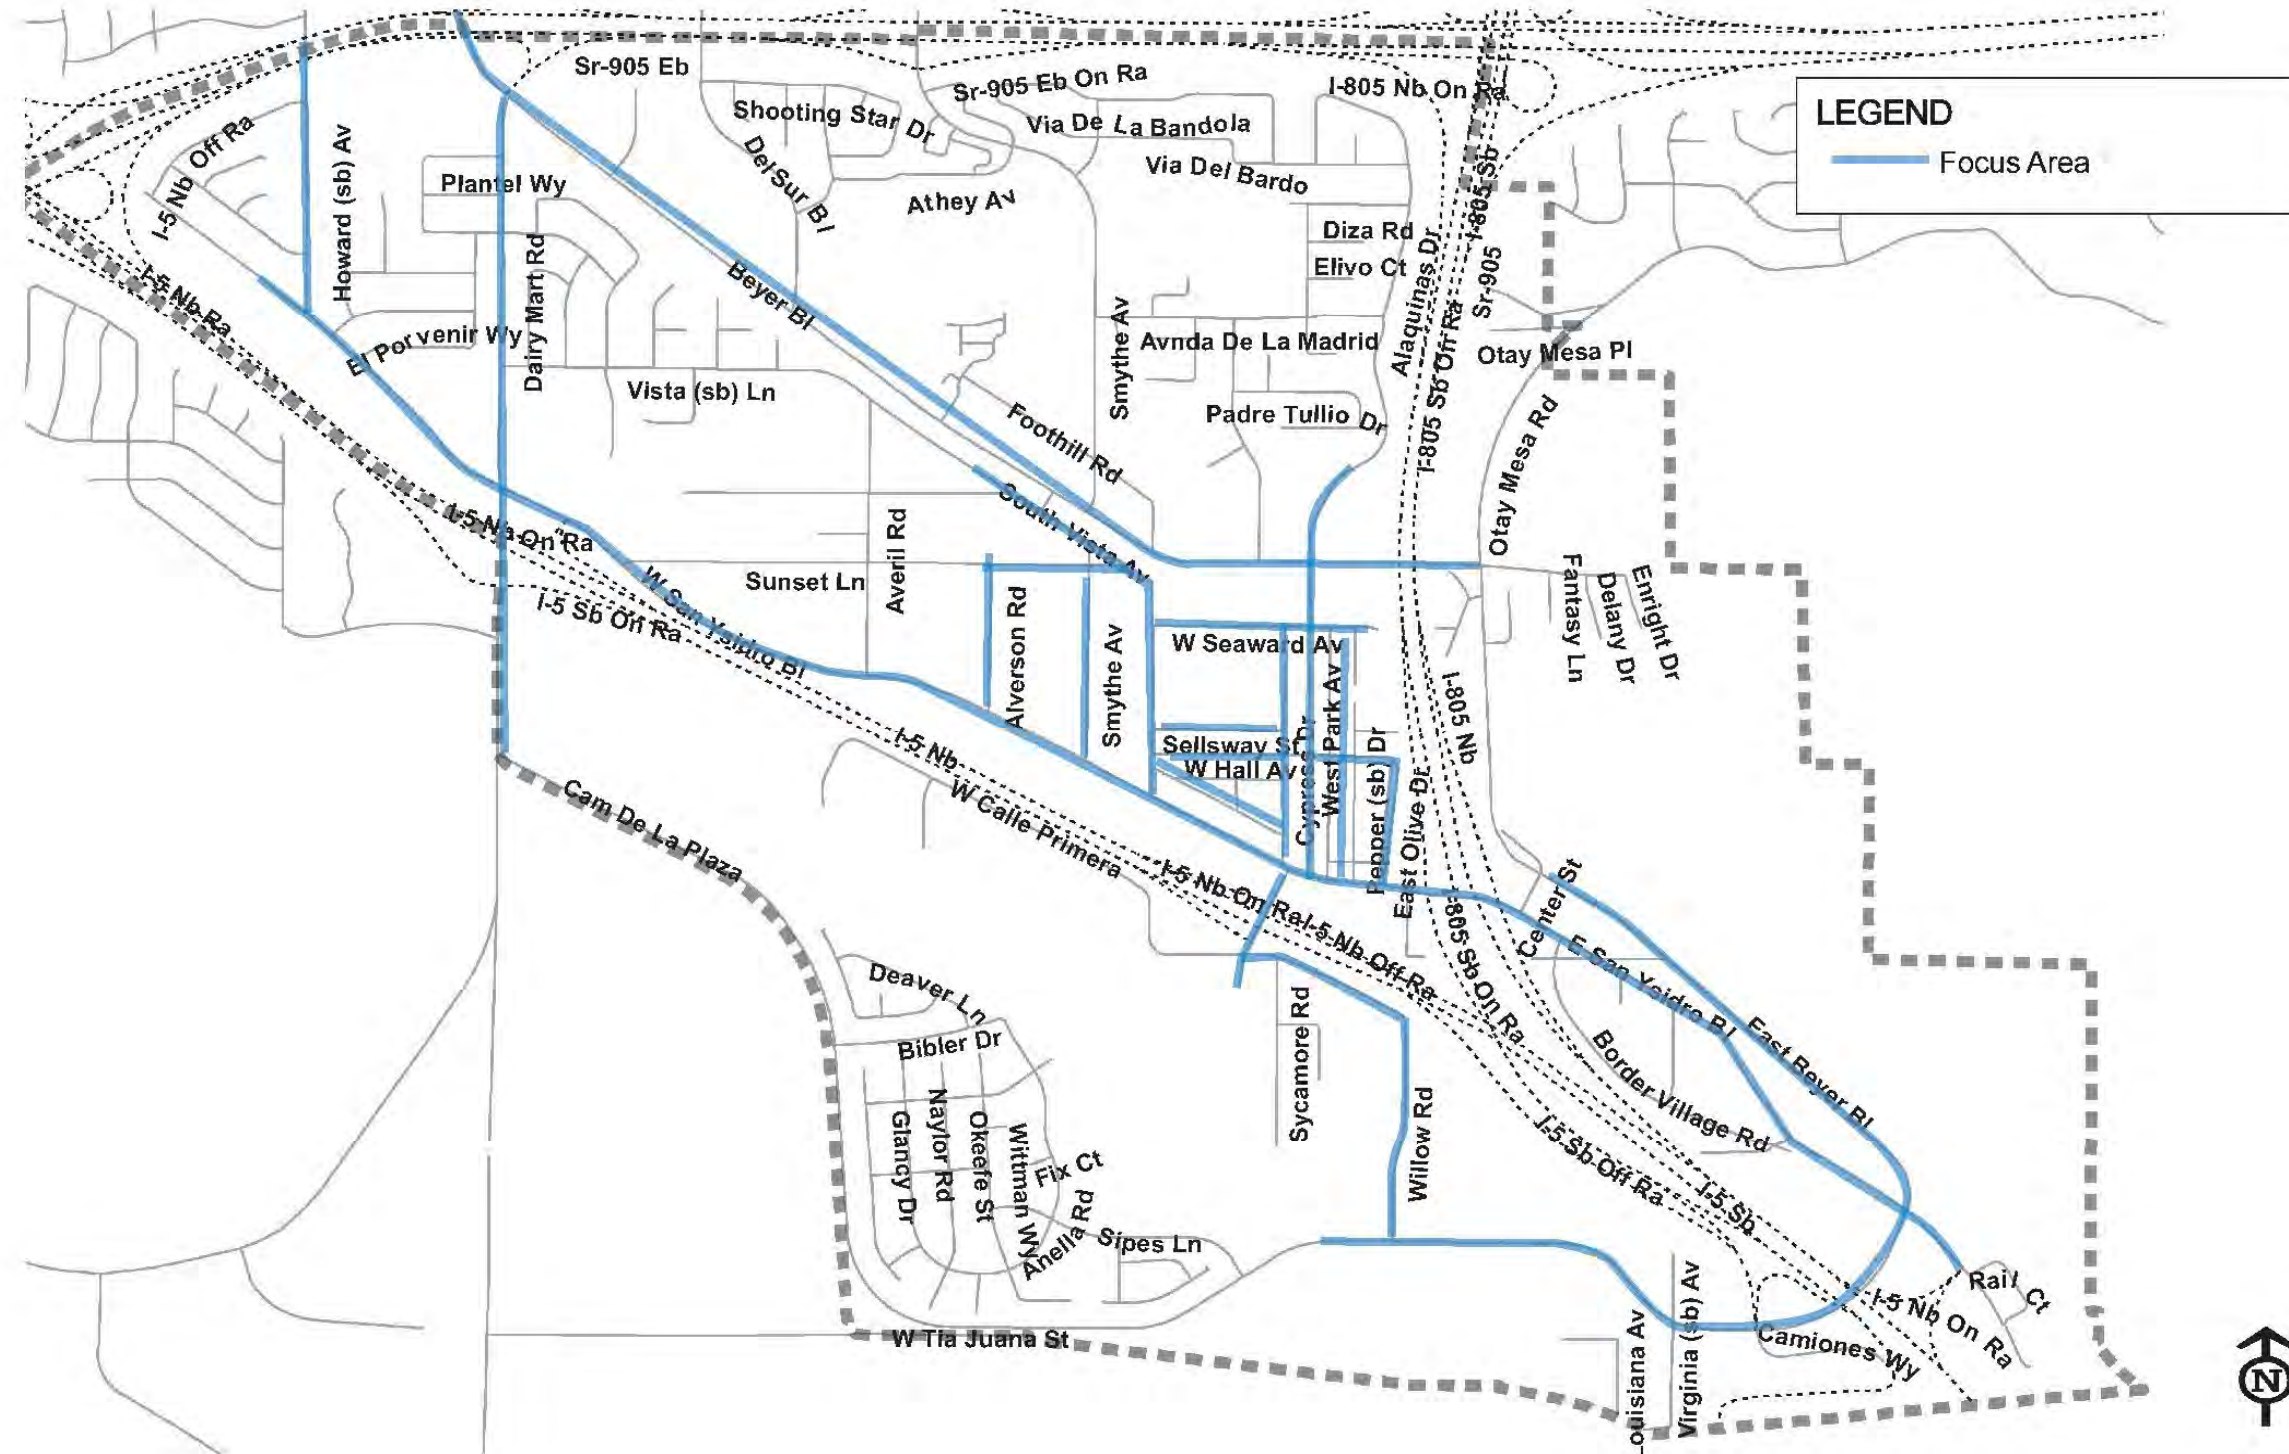 Sr-905 Eb
Sr-905 Eb On Ra
I-805 Nb On Ra
LEGEND
Focus Area
Shooting Star Dr
Via De La Bandola
Via Del Bardo
I-5 Nb Off Ra
Howard (sb) Av
Plantel Wy
Del Sur Bl
Athey Av
I-805 Sb
Diza Rd
Elivo Ct
Alaquinas Dr
Sr-905
I-5 Nb Ra
El Porvenir Wy
Dairy Mart Rd
Beyer Bl
Smythe Av
Avnda De La Madrid
I-805 Sb On Ra
Otay Mesa Pl
Vista (sb) Ln
Foothill Rd
Padre Tullio Dr
Otay Mesa Rd
I-5 Nb On Ra
South Vista Av
Averil Rd
Sunset Ln
I-5 Sb On Ra
W San Ysidro Bl
Alverson Rd
Smythe Av
W Seaward Av
Fantasy Ln
Delany Dr
Enright Dr
I-805 Nb
I-5 Nb
Sellsway St
W Hall Av
Cypress Dr
West Park Av
Pepper (sb) Dr
East Olive Dr
Cam De La Plaza
W Calle Primera
I-5 Nb On Ra
I-5 Nb Off Ra
-805 Sb On Ra
Center St
E San Ysidro Bl
East Beyer Bl
Deaver Ln
Bibler Dr
Sycamore Rd
Willow Rd
Border Village Rd
Glancy Dr
Naylor Rd
Okeefe St
Wittman Wy
Fix Ct
Anella Rd
Sipes Ln
I-5 Sb Off Ra
I-5 Sb
Rail Ct
I-5 Nb On Ra
W Tia Juana St
ouisiana Av
Virginia (sb) Av
Camiones Wy
N